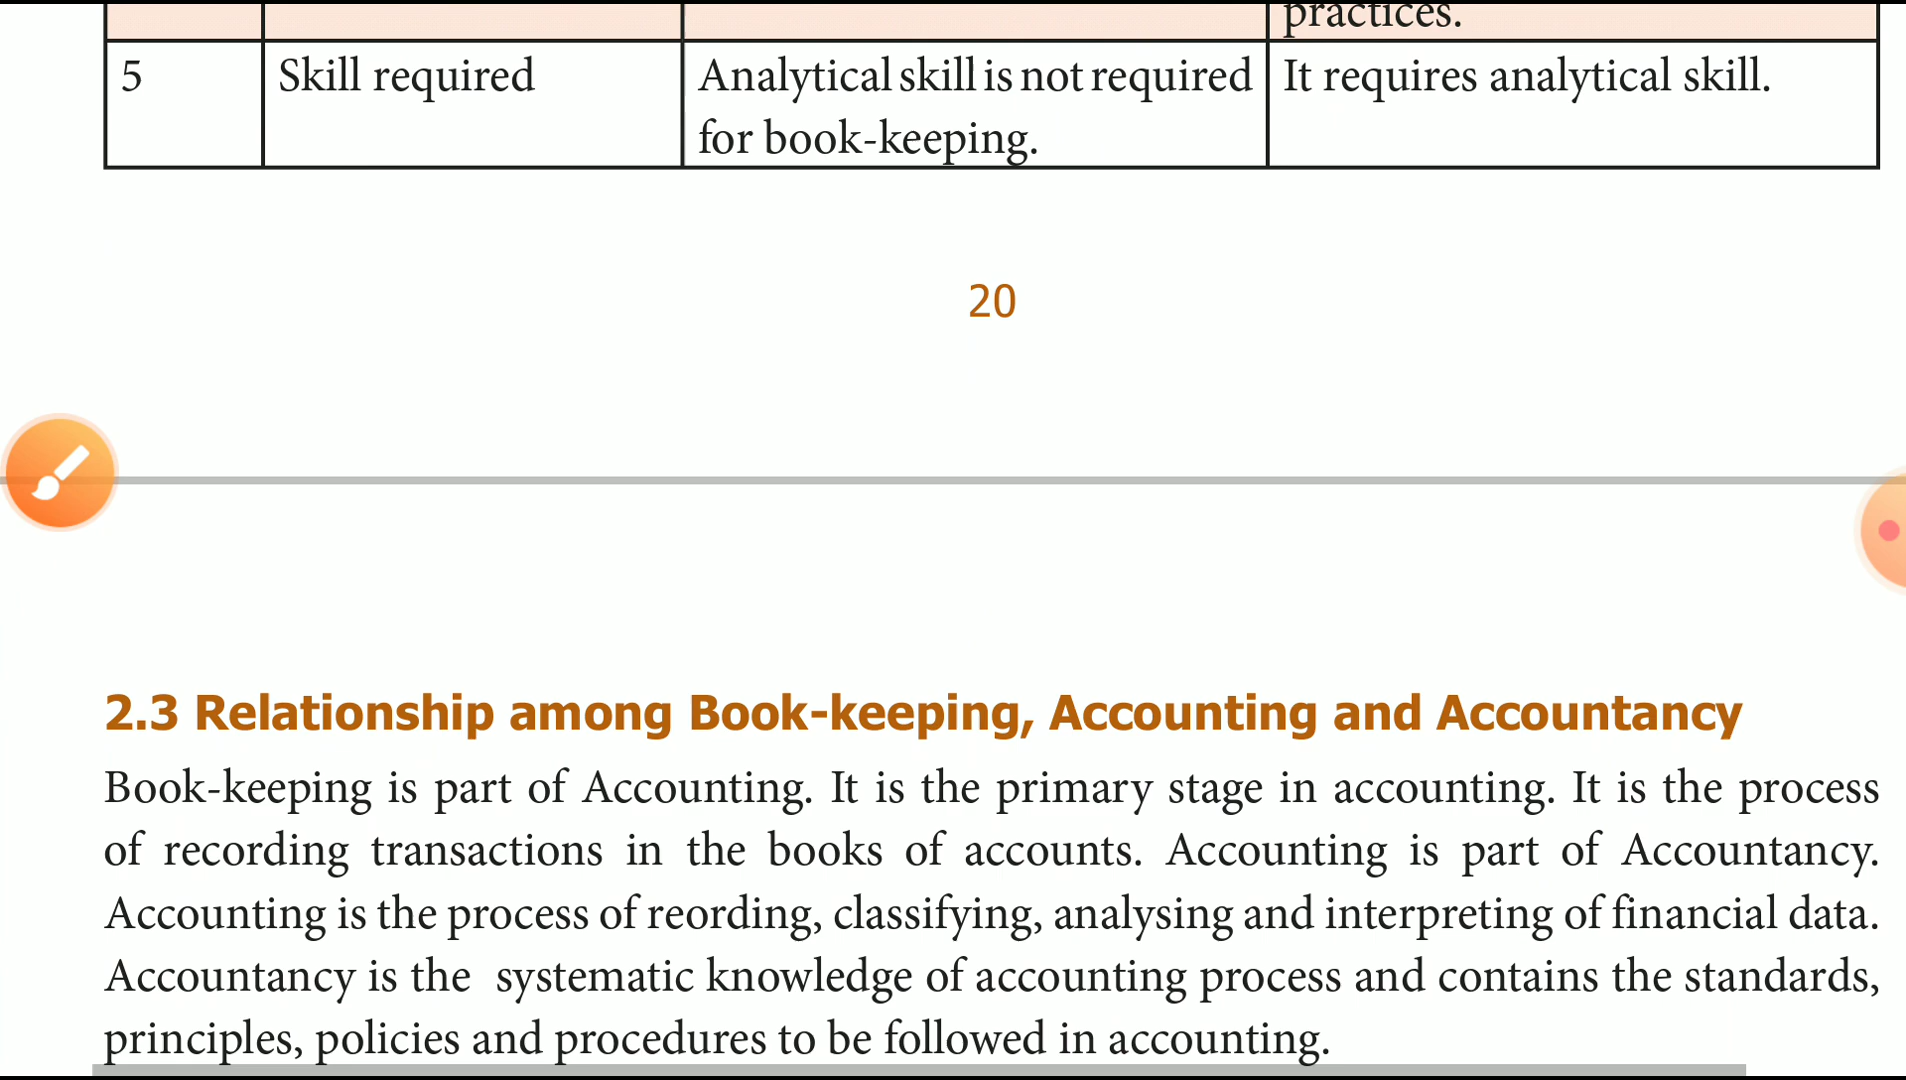 practices.
5 Skill required Analytical skill is not required It requires analytical skill.
for book-keeping.
20
2.3 Relationship among Book-keeping, Accounting and Accountancy
Book-keeping is part of Accounting. It is the primary stage in accounting. It is the process
of recording transactions in the books of accounts. Accounting is part of Accountancy.
Accounting is the process of reording, classifying, analysing and interpreting of financial data.
Accountancy is the systematic knowledge of accounting process and contains the standards,
principles, policies and procedures to be followed in accounting.